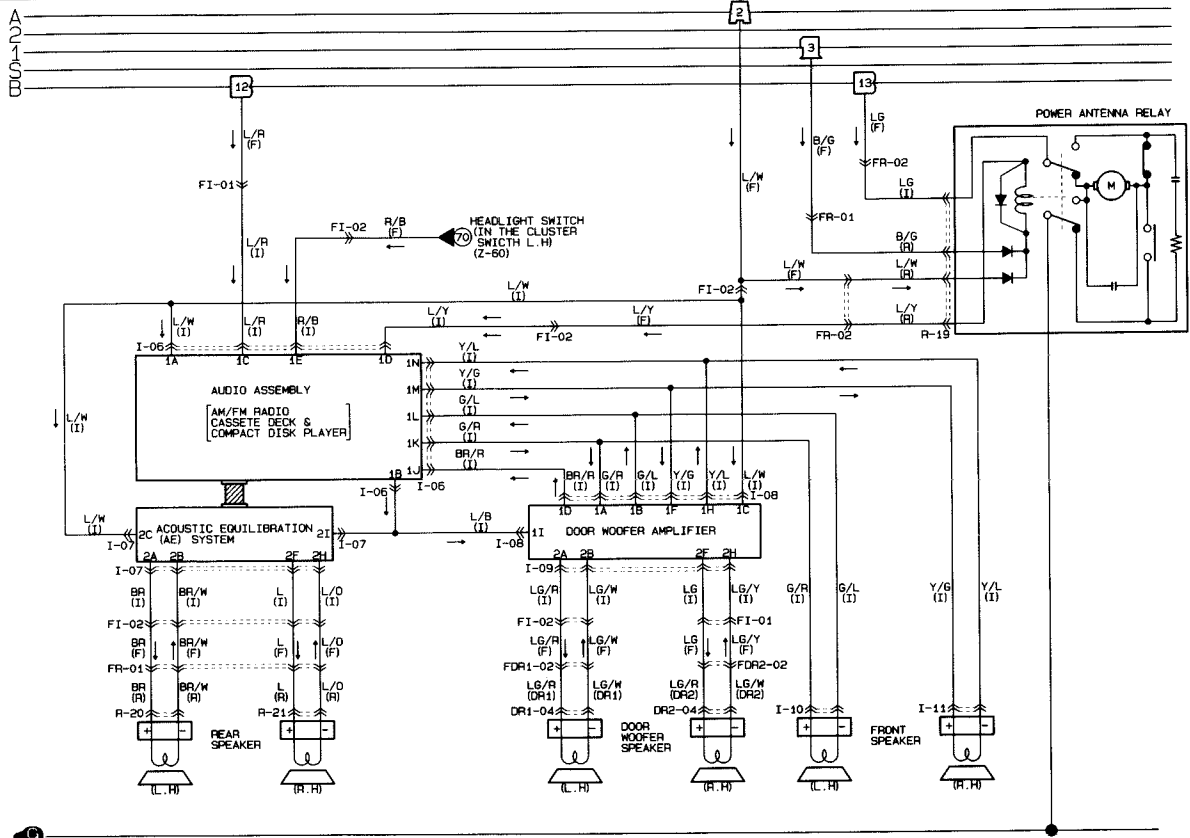 A
2
1
S
B
2
3
12
13
POWER ANTENNA RELAY
L/R
(F)
FI-01
L/R
(I)
FI-02
R/B
(F)
70
HEADLIGHT SWITCH
(IN THE CLUSTER
SWICTH L.H)
(Z-60)
L/W
(F)
B/G
(F)
LG
(F)
FR-02
LG
(I)
FR-01
B/G
(R)
L/W
(F)
L/W
(R)
FI-02
L/Y
(R)
FR-02
R-19
M
L/W
(I)
L/Y
(I)
FI-02
L/Y
(F)
L/W
(I)
L/R
(I)
R/B
(I)
I-06
1A
1C
1E
1D
AUDIO ASSEMBLY
AM/FM RADIO
CASSETE DECK &
COMPACT DISK PLAYER
1N
1M
1L
1K
1J
1B
I-06
I-06
Y/L
(I)
Y/G
(I)
G/L
(I)
G/R
(I)
BR/R
(I)
L/W
(I)
BR/R
(I)
G/R
(I)
G/L
(I)
Y/G
(I)
Y/L
(I)
L/W
(I)
I-08
1D
1A
1B
1F
1H
1C
L/W
(I)
2C
I-07
ACOUSTIC EQUILIBRATION
(AE) SYSTEM
2I
I-07
L/B
(I)
I-08
1I
DOOR WOOFER AMPLIFIER
2A
2B
2F
2H
I-07
2A
2B
2F
2H
I-09
BR
(I)
BR/W
(I)
L
(I)
L/O
(I)
LG/R
(I)
LG/W
(I)
LG
(I)
LG/Y
(I)
G/R
(I)
G/L
(I)
Y/G
(I)
Y/L
(I)
FI-02
FI-02
FI-01
BR
(F)
BR/W
(F)
L
(F)
L/O
(F)
LG/R
(F)
LG/W
(F)
LG
(F)
LG/Y
(F)
FR-01
FDR1-02
FDR2-02
BR
(R)
BR/W
(R)
L
(R)
L/O
(R)
LG/R
(DR1)
LG/W
(DR1)
LG/R
(DR2)
LG/W
(DR2)
R-20
R-21
DR1-04
DR2-04
I-10
I-11
+ -
+ -
+ -
+ -
+ -
+ -
REAR
SPEAKER
DOOR
WOOFER
SPEAKER
FRONT
SPEAKER
(L.H)
(R.H)
(L.H)
(R.H)
(L.H)
(R.H)
G